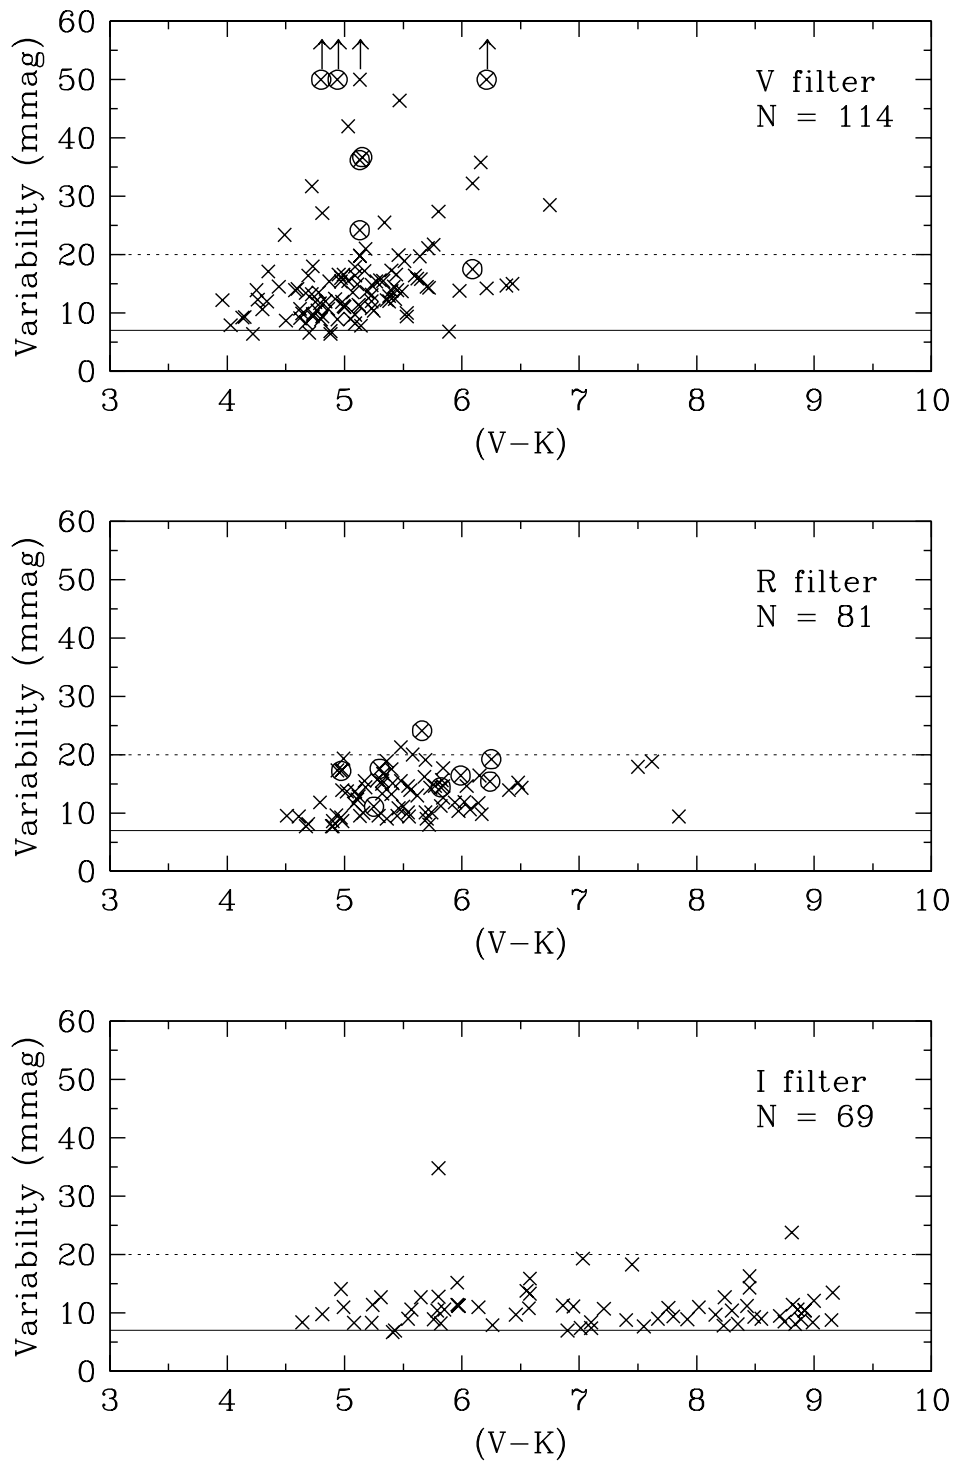 60
50
40
30
20
10
0
Variability (mmag)
V filter
N = 114
3 4 5 6 7 8 9 10
(V−K)
60
50
40
30
20
10
0
Variability (mmag)
R filter
N = 81
3 4 5 6 7 8 9 10
(V−K)
60
50
40
30
20
10
0
Variability (mmag)
I filter
N = 69
3 4 5 6 7 8 9 10
(V−K)